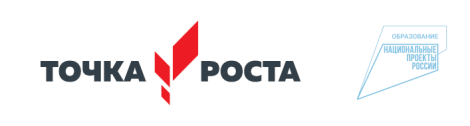 ТОЧКА РОСТА
ОБРАЗОВАНИЕ
НАЦИОНАЛЬНЫЕ
ПРОЕКТЫ
РОССИИ